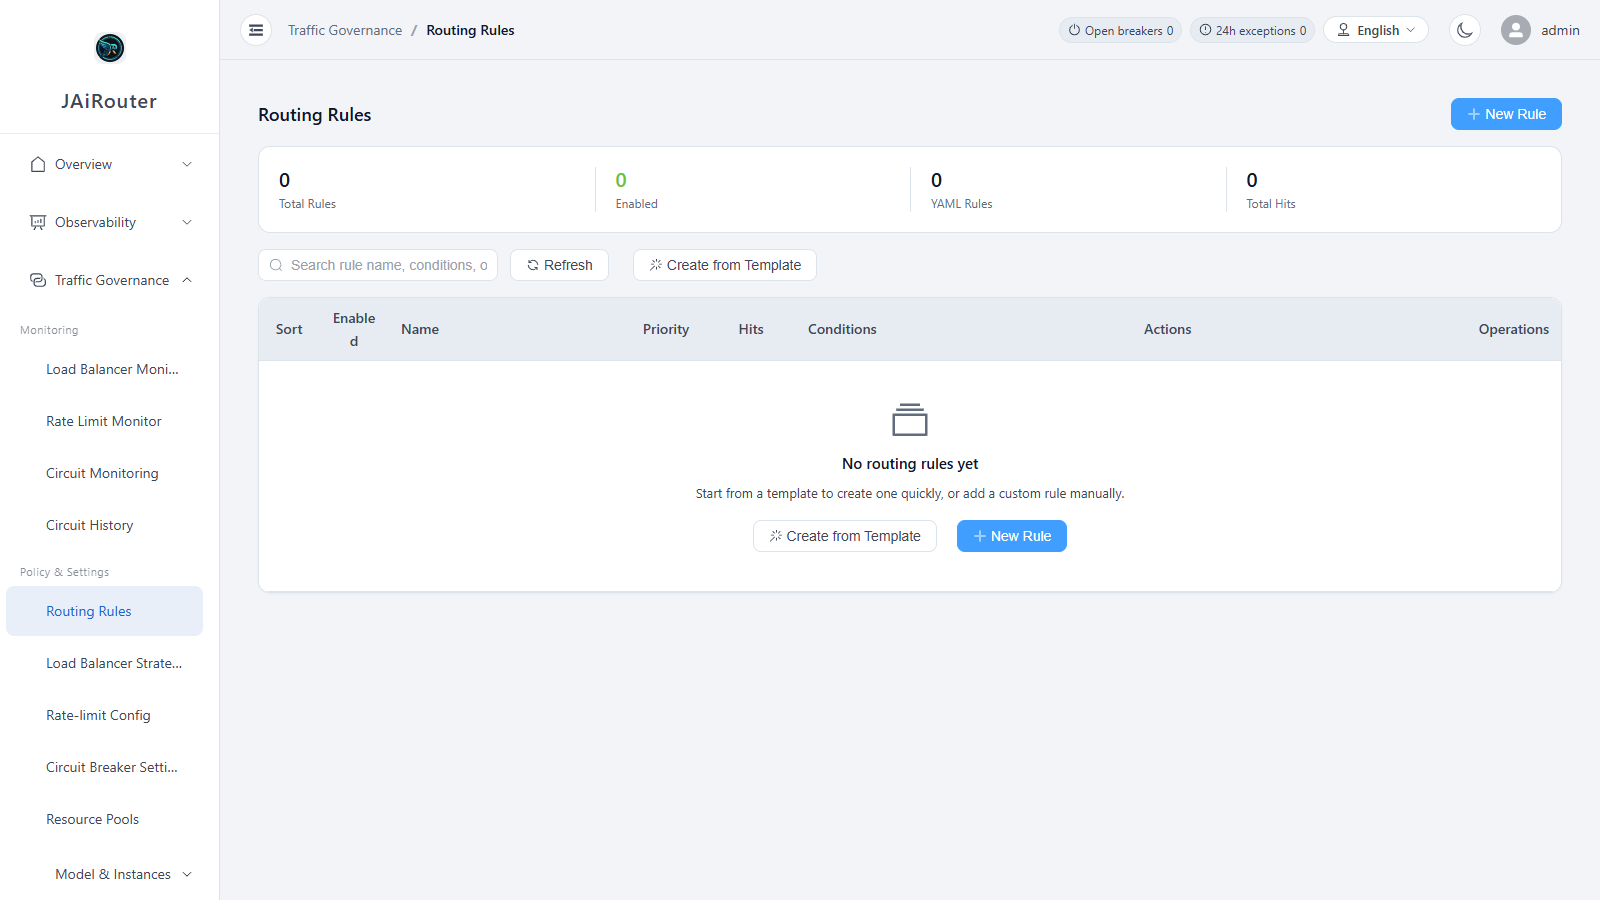 JAiRouter
Overview
Observability
Traffic Governance
Monitoring
Load Balancer Moni...
Rate Limit Monitor
Circuit Monitoring
Circuit History
Policy & Settings
Routing Rules
Load Balancer Strate...
Rate-limit Config
Circuit Breaker Setti...
Resource Pools
Model & Instances
Traffic Governance / Routing Rules
Open breakers 0
24h exceptions 0
English
admin
Routing Rules
New Rule
0
Total Rules
0
Enabled
0
YAML Rules
0
Total Hits
Search rule name, conditions, o
Refresh
Create from Template
Sort
Enable
d
Name
Priority
Hits
Conditions
Actions
Operations
No routing rules yet
Start from a template to create one quickly, or add a custom rule manually.
Create from Template
New Rule